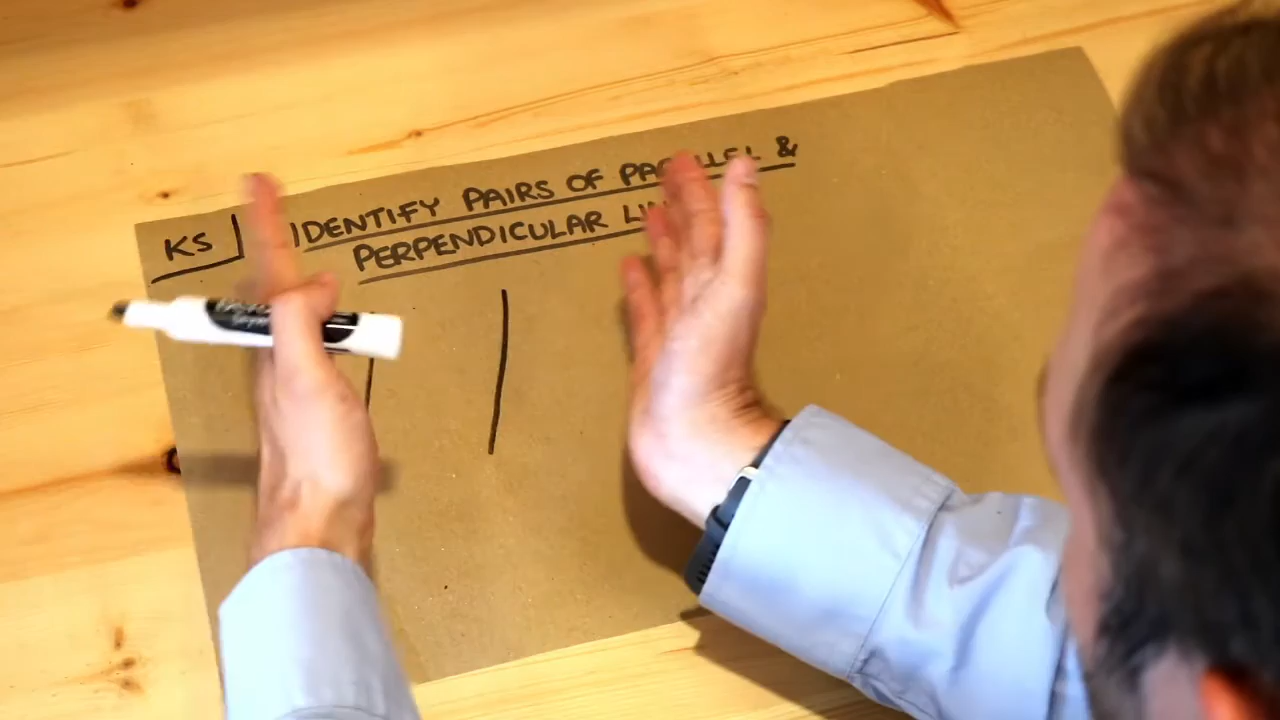 KS
IDENTIFY PAIRS OF &
PERPENDICULAR